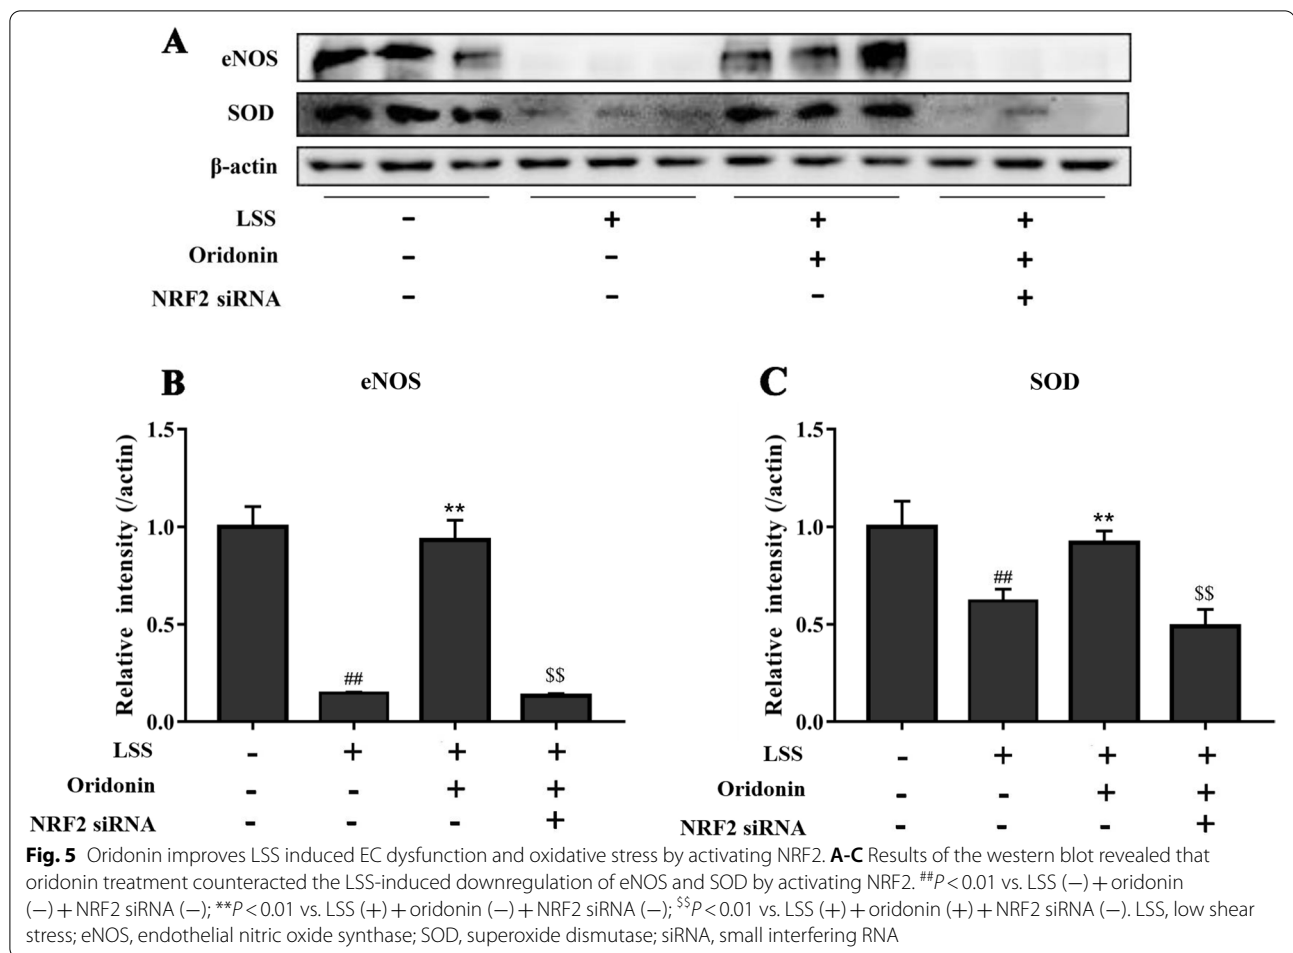 A
eNOS
SOD
β-actin
LSS − + + +
Oridonin − − + +
NRF2 siRNA − − − +
B eNOS
Relative intensity (/actin)
1.5
1.0
0.5
0.0
##
**
$$
LSS - + + +
Oridonin - - + +
NRF2 siRNA - - - +
C SOD
Relative intensity (/actin)
1.5
1.0
0.5
0.0
##
**
$$
LSS - + + +
Oridonin - - + +
NRF2 siRNA - - - +
Fig. 5 Oridonin improves LSS induced EC dysfunction and oxidative stress by activating NRF2. A-C Results of the western blot revealed that
oridonin treatment counteracted the LSS-induced downregulation of eNOS and SOD by activating NRF2. ##P < 0.01 vs. LSS (−) + oridonin
(−) + NRF2 siRNA (−); **P < 0.01 vs. LSS (+) + oridonin (−) + NRF2 siRNA (−); $$P < 0.01 vs. LSS (+) + oridonin (+) + NRF2 siRNA (−). LSS, low shear
stress; eNOS, endothelial nitric oxide synthase; SOD, superoxide dismutase; siRNA, small interfering RNA